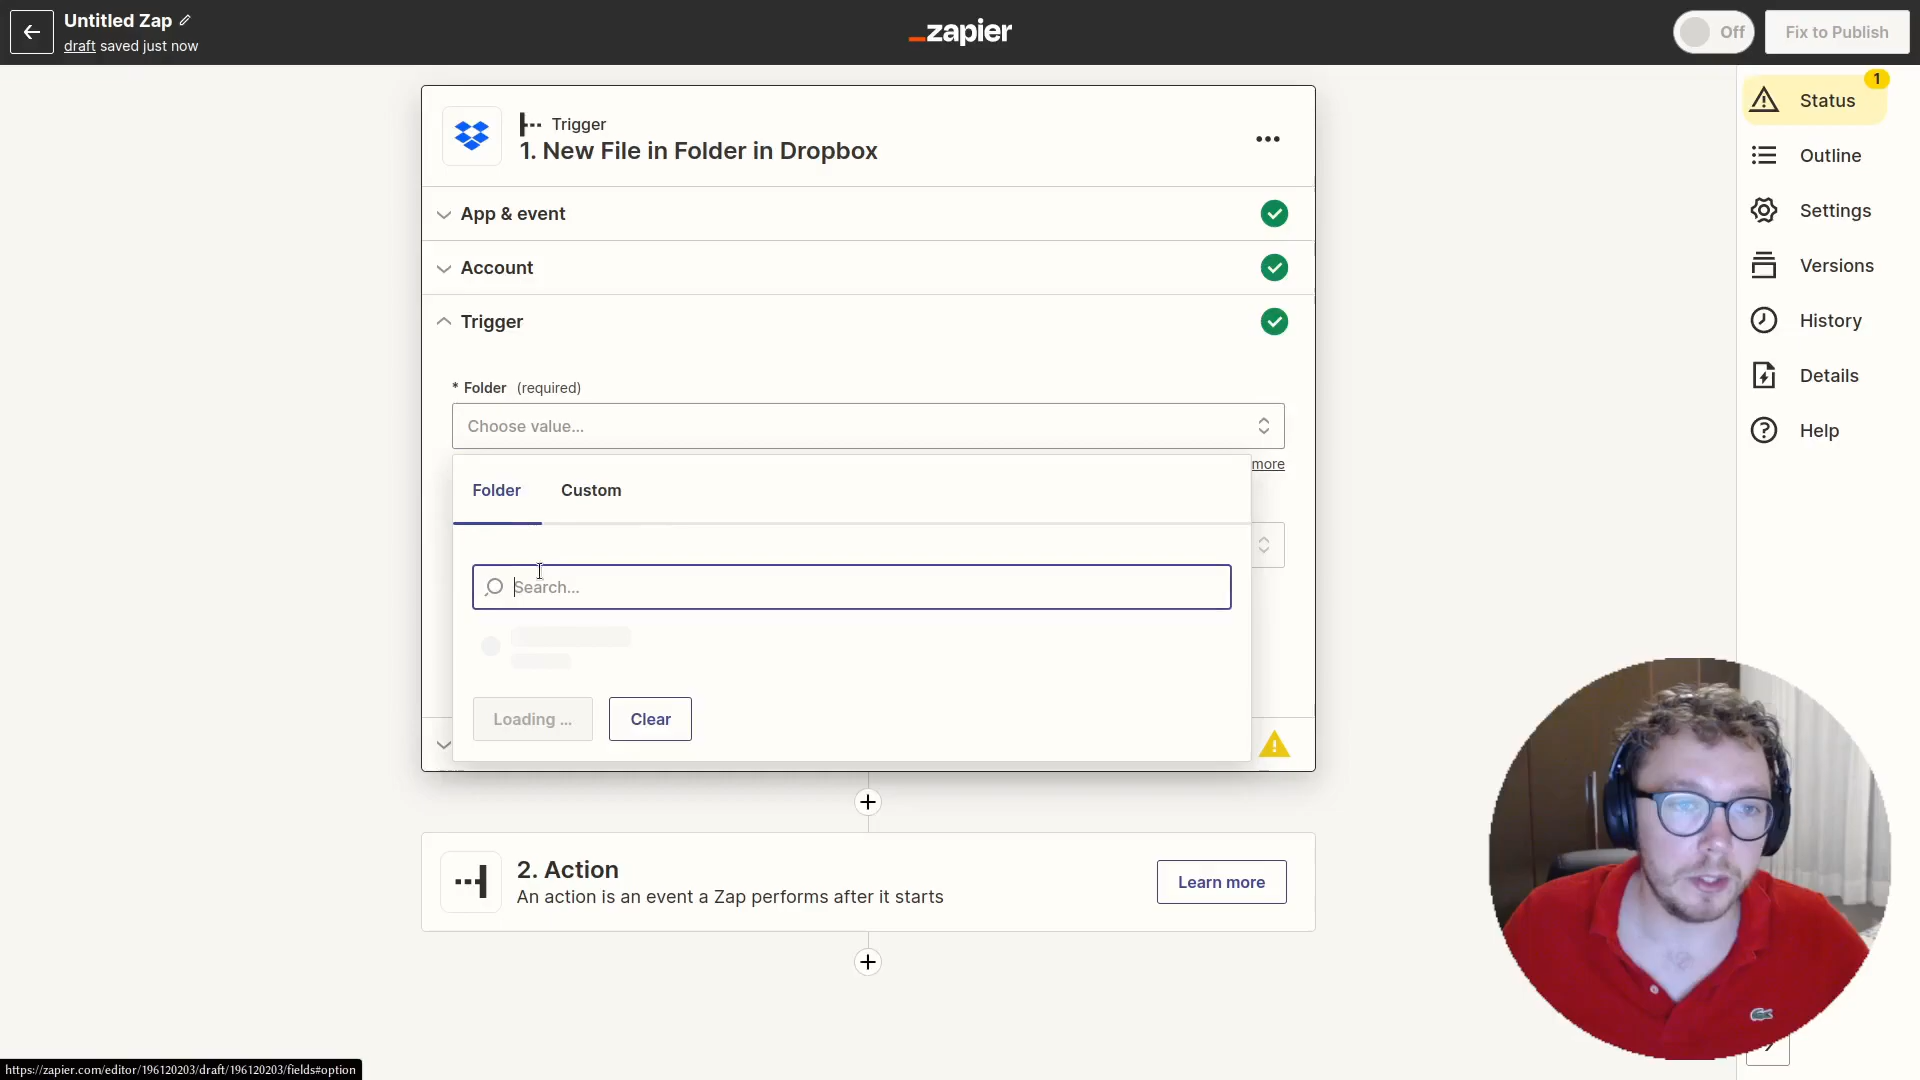 Untitled Zap
draft saved just now
zapier
Off
Fix to Publish
Trigger
1. New File in Folder in Dropbox
App & event
Account
Trigger
* Folder (required)
Choose value...
more
Folder
Custom
Search...
Loading ...
Clear
2. Action
An action is an event a Zap performs after it starts
Learn more
1
Status
Outline
Settings
Versions
History
Details
Help
https://zapier.com/editor/196120203/draft/196120203/fields#option